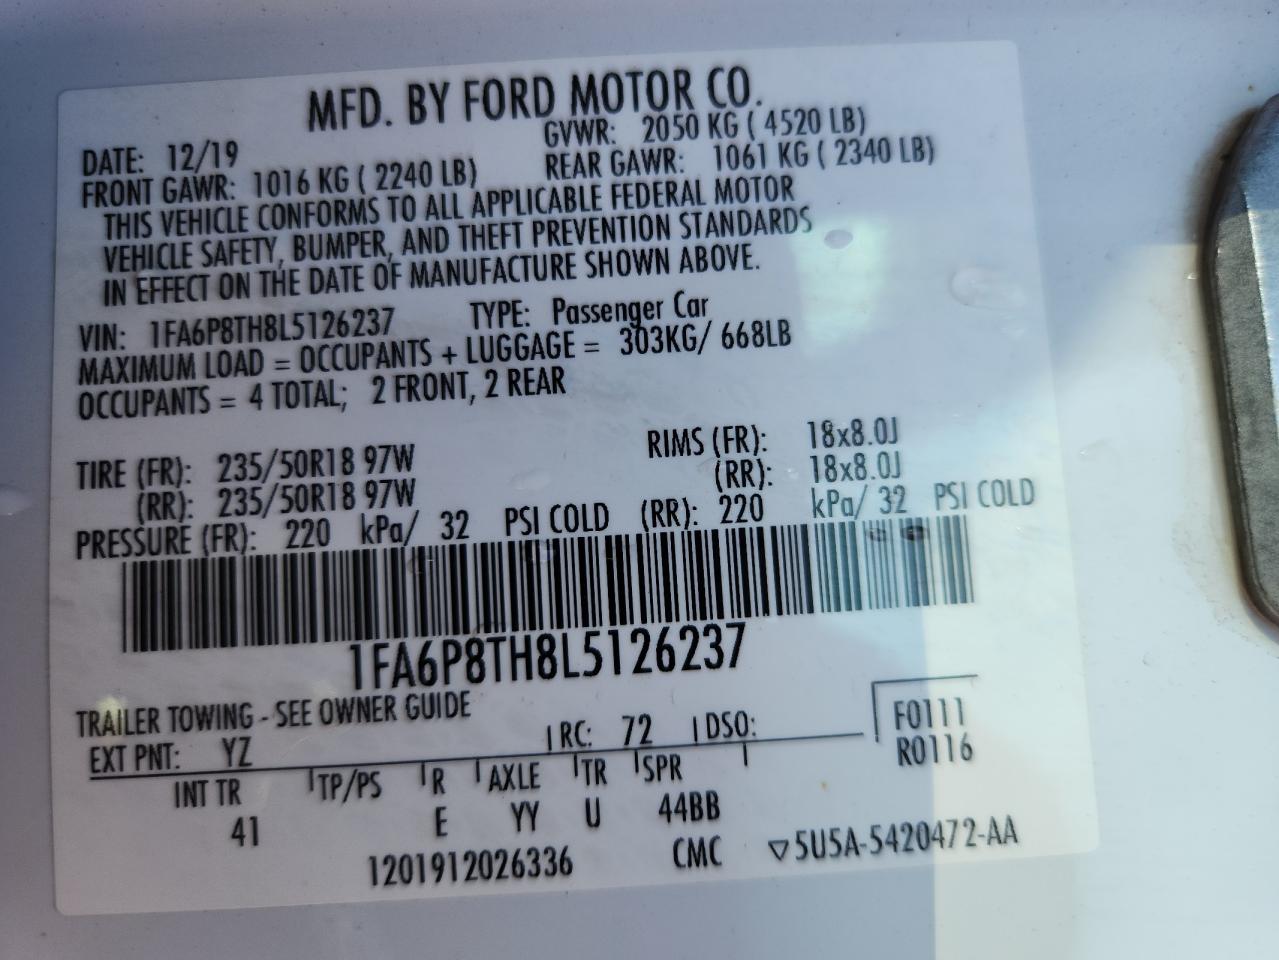 MFD. BY FORD MOTOR CO.
DATE: 12/19 GVWR: 2050 KG ( 4520 LB)
FRONT GAWR: 1016 KG ( 2240 LB) REAR GAWR: 1061 KG ( 2340 LB)
THIS VEHICLE CONFORMS TO ALL APPLICABLE FEDERAL MOTOR
VEHICLE SAFETY, BUMPER, AND THEFT PREVENTION STANDARDS
IN EFFECT ON THE DATE OF MANUFACTURE SHOWN ABOVE.
VIN: 1FA6P8TH8L5126237 TYPE: Passenger Car
MAXIMUM LOAD = OCCUPANTS + LUGGAGE = 303KG/ 668LB
OCCUPANTS = 4 TOTAL; 2 FRONT, 2 REAR
TIRE (FR): 235/50R18 97W RIMS (FR): 18x8.0J
(RR): 235/50R18 97W (RR): 18x8.0J
PRESSURE (FR): 220 kPa/ 32 PSI COLD (RR): 220 kPa/ 32 PSI COLD
1FA6P8TH8L5126237
TRAILER TOWING - SEE OWNER GUIDE
EXT PNT: YZ RC: 72 DSO: F0111
R0116
INT TR TP/PS R AXLE TR SPR
41 E YY U 44BB
1201912026336 CMC ▽5U5A-5420472-AA